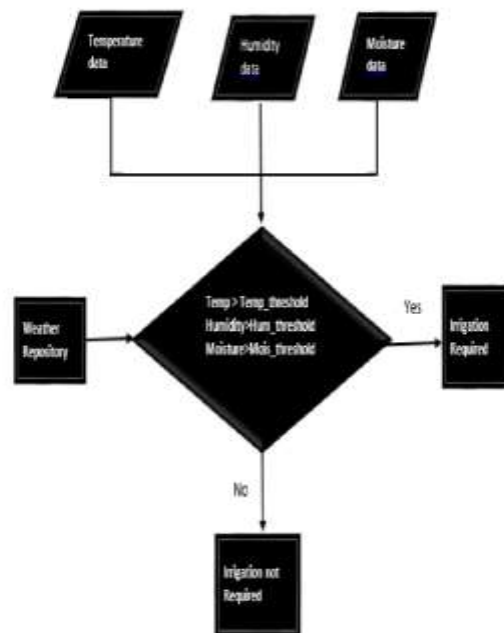 Temperature
data
Humidity
data
Moisture
data
Temp > Temp_threshold
Humidity>Hum_threshold
Moisture>Mois_threshold
Weather
Repository
Yes
Irrigation
Required
No
Irrigation not
Required